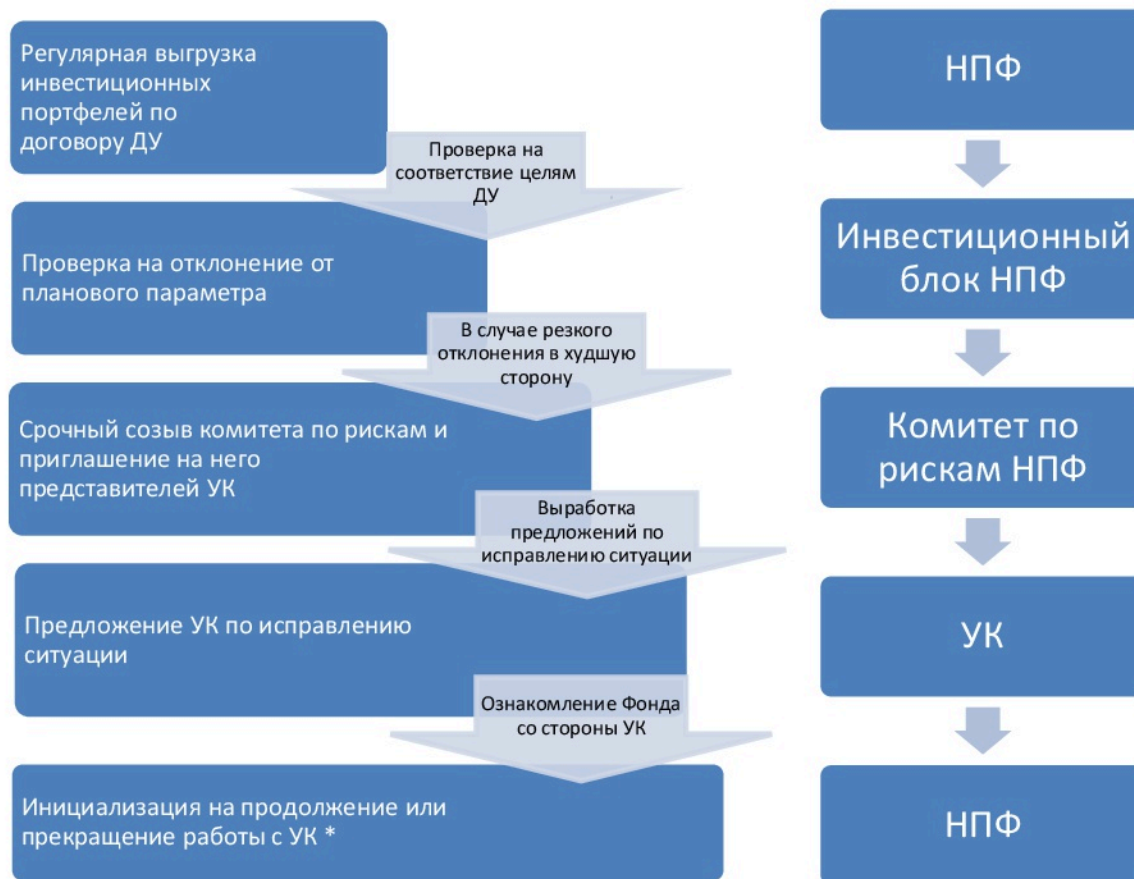 Регулярная выгрузка
инвестиционных
портфелей по
договору ДУ
Проверка на
соответствие целям
ДУ
Проверка на отклонение от
планового параметра
В случае резкого
отклонения в худшую
сторону
Срочный созыв комитета по рискам и
приглашение на него
представителей УК
Выработка
предложений по
исправлению ситуации
Предложение УК по исправлению
ситуации
Ознакомление Фонда
со стороны УК
Инициализация на продолжение или
прекращение работы с УК *
НПФ
Инвестиционный
блок НПФ
Комитет по
рискам НПФ
УК
НПФ